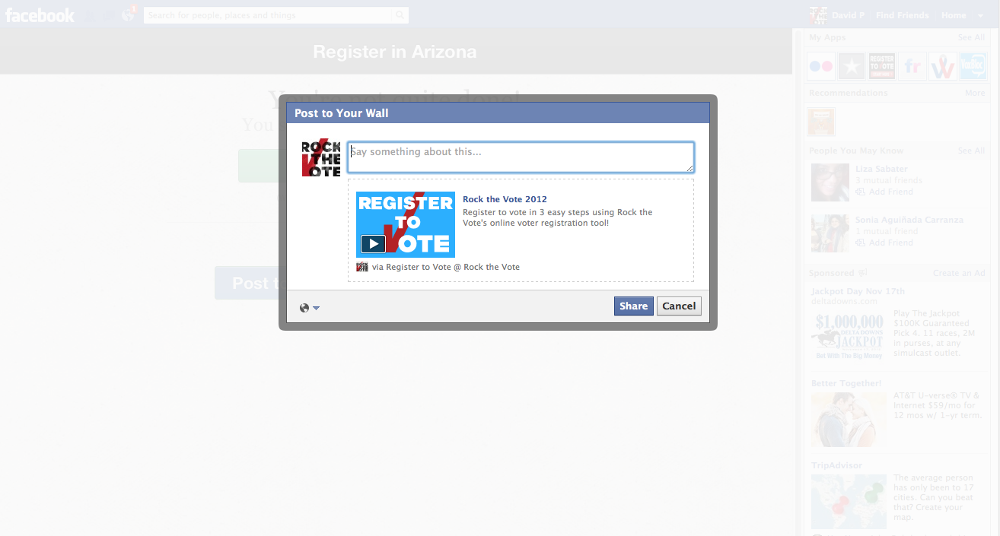 facebook
1
Search for people, places and things
David P
Find Friends
Home
Register in Arizona
You're not quite done!
You
Post to
Post to Your Wall
ROCK
THE
VOTE
Say something about this...
REGISTER
TO
VOTE
Rock the Vote 2012
Register to vote in 3 easy steps using Rock the
Vote's online voter registration tool!
via Register to Vote @ Rock the Vote
Share
Cancel
My Apps
See All
REGISTER
TO VOTE
fr
Recommendations
More
People You May Know
See All
Liza Sabater
3 mutual friends
Add Friend
Sonia Aguiñada Carranza
1 mutual friend
Add Friend
Sponsored
Create an Ad
Jackpot Day Nov 17th
deltadowns.com
$1,000,000
DELTA DOWNS
JACKPOT
Bet With The Big Money
Play The Jackpot
$100K Guaranteed
Pick 4. 11 races, 2M
in purses, at any
simulcast outlet.
Better Together!
AT&T U-verse® TV &
Internet $59/mo for
12 mos w/ 1-yr term.
TripAdvisor
The average person
has only been to 17
cities. Can you beat
that? Create your
map.